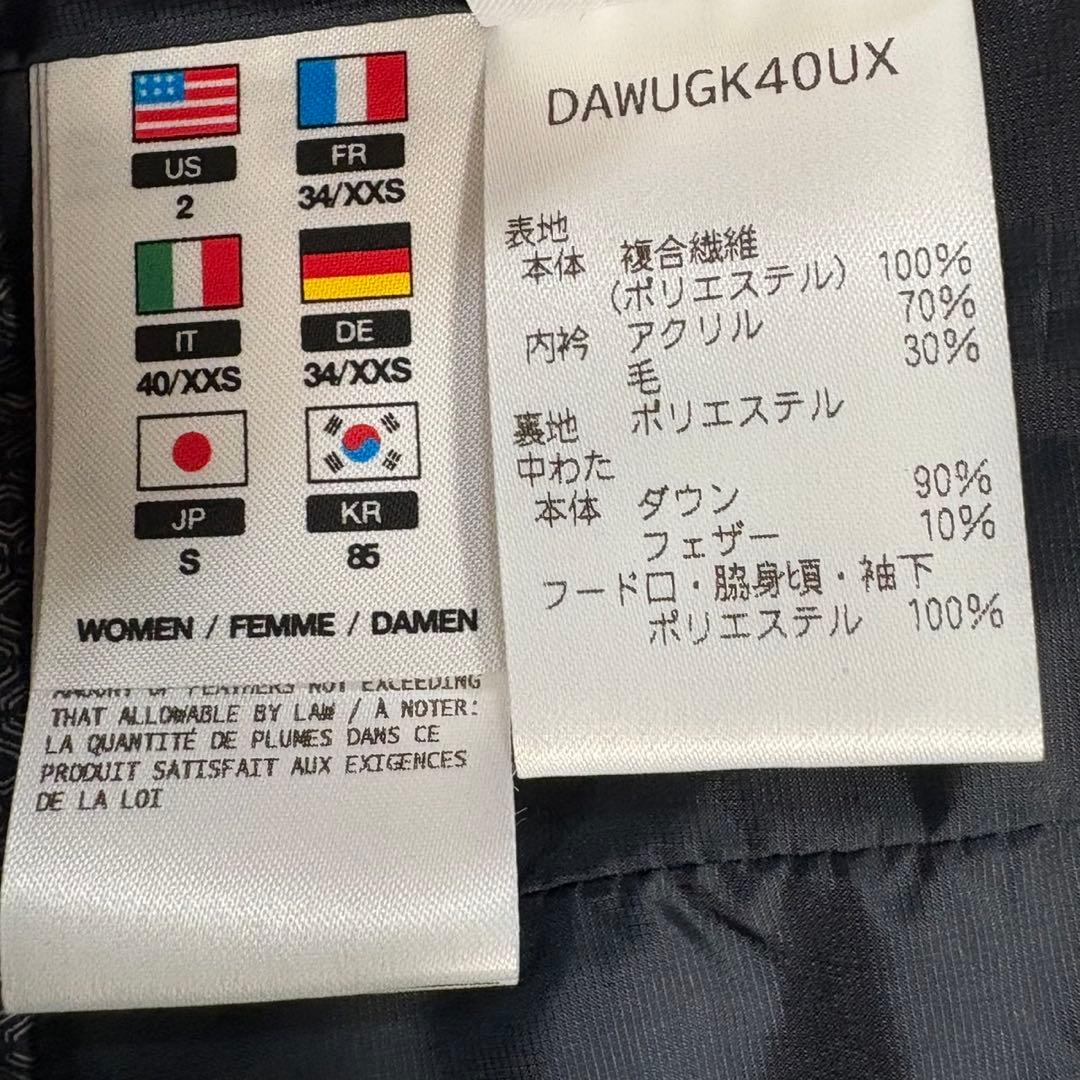 US
2
FR
34/XXS
IT
40/XXS
DE
34/XXS
JP
S
KR
85
WOMEN / FEMME / DAMEN
AMOUNT OF FEATHERS NOT EXCEEDING
THAT ALLOWABLE BY LAW / À NOTER:
LA QUANTITÉ DE PLUMES DANS CE
PRODUIT SATISFAIT AUX EXIGENCES
DE LA LOI
DAWUGK40UX
表地
本体 複合繊維
(ポリエステル) 100%
内衿 アクリル 70%
毛 30%
裏地 ポリエステル
中わた
本体 ダウン 90%
フェザー 10%
フード口・脇身頃・袖下
ポリエステル 100%